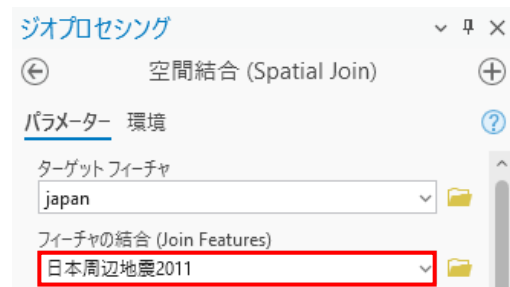 ジオプロセシング
空間結合 (Spatial Join)
パラメーター 環境
ターゲット フィーチャ
japan
フィーチャの結合 (Join Features)
日本周辺地震2011